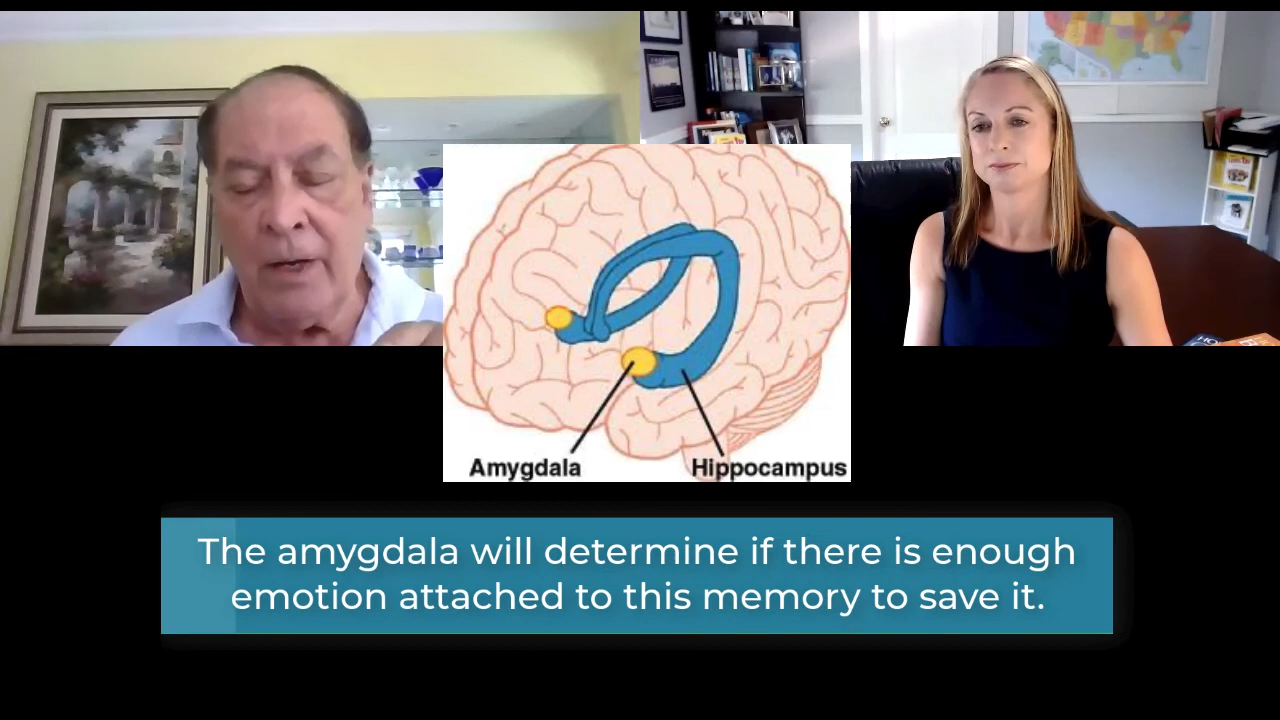 Amygdala
Hippocampus
The amygdala will determine if there is enough
emotion attached to this memory to save it.